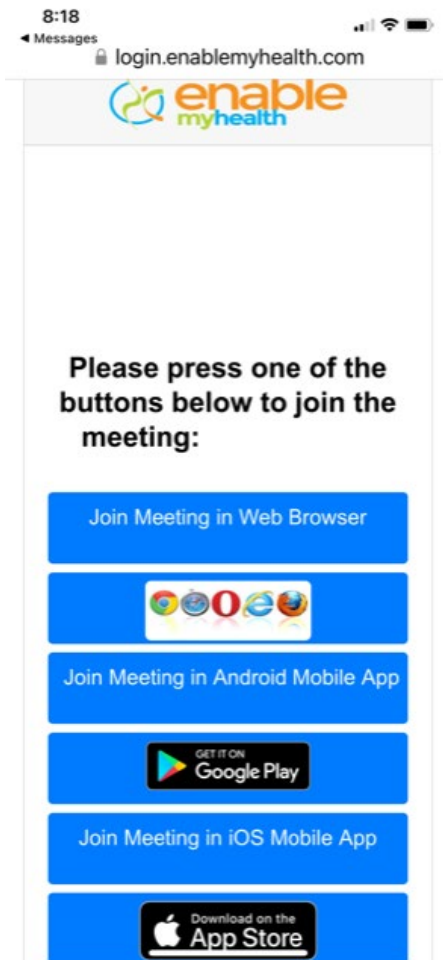 8:18
◀ Messages
login.enablemyhealth.com
enable
myhealth
Please press one of the
buttons below to join the
meeting:
Join Meeting in Web Browser
Join Meeting in Android Mobile App
GET IT ON
Google Play
Join Meeting in iOS Mobile App
Download on the
App Store